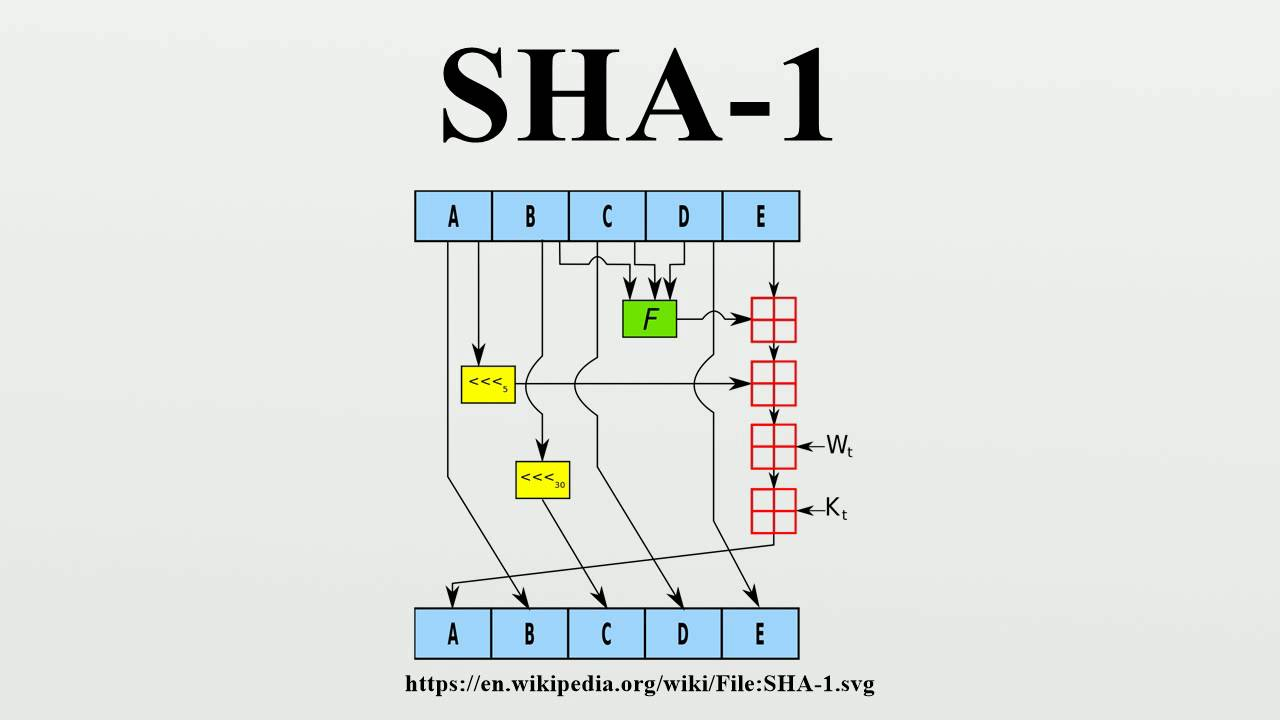 SHA-1
A B C D E
F
<<<5
Wt
<<<30
Kt
A B C D E
https://en.wikipedia.org/wiki/File:SHA-1.svg